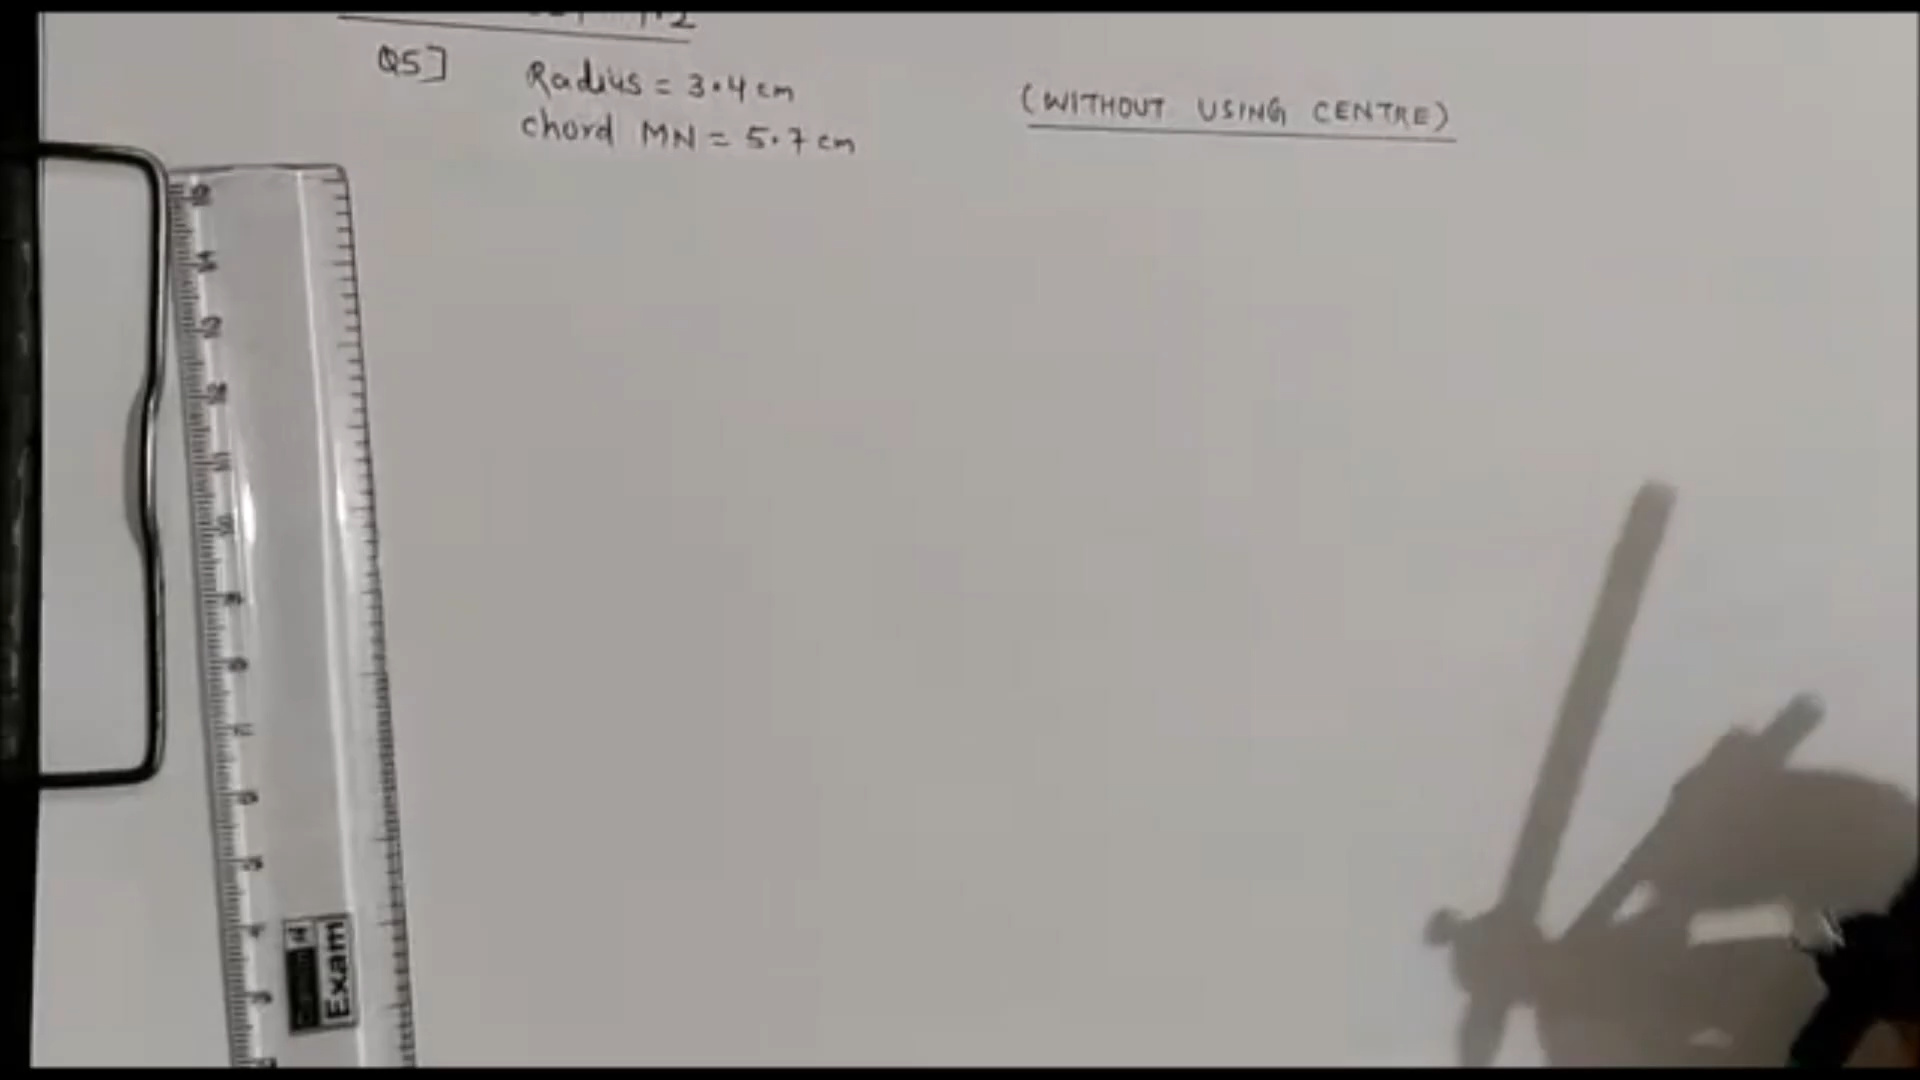 Q5]
Radius = 3.4 cm
chord MN = 5.7 cm
(WITHOUT USING CENTRE)
Exam